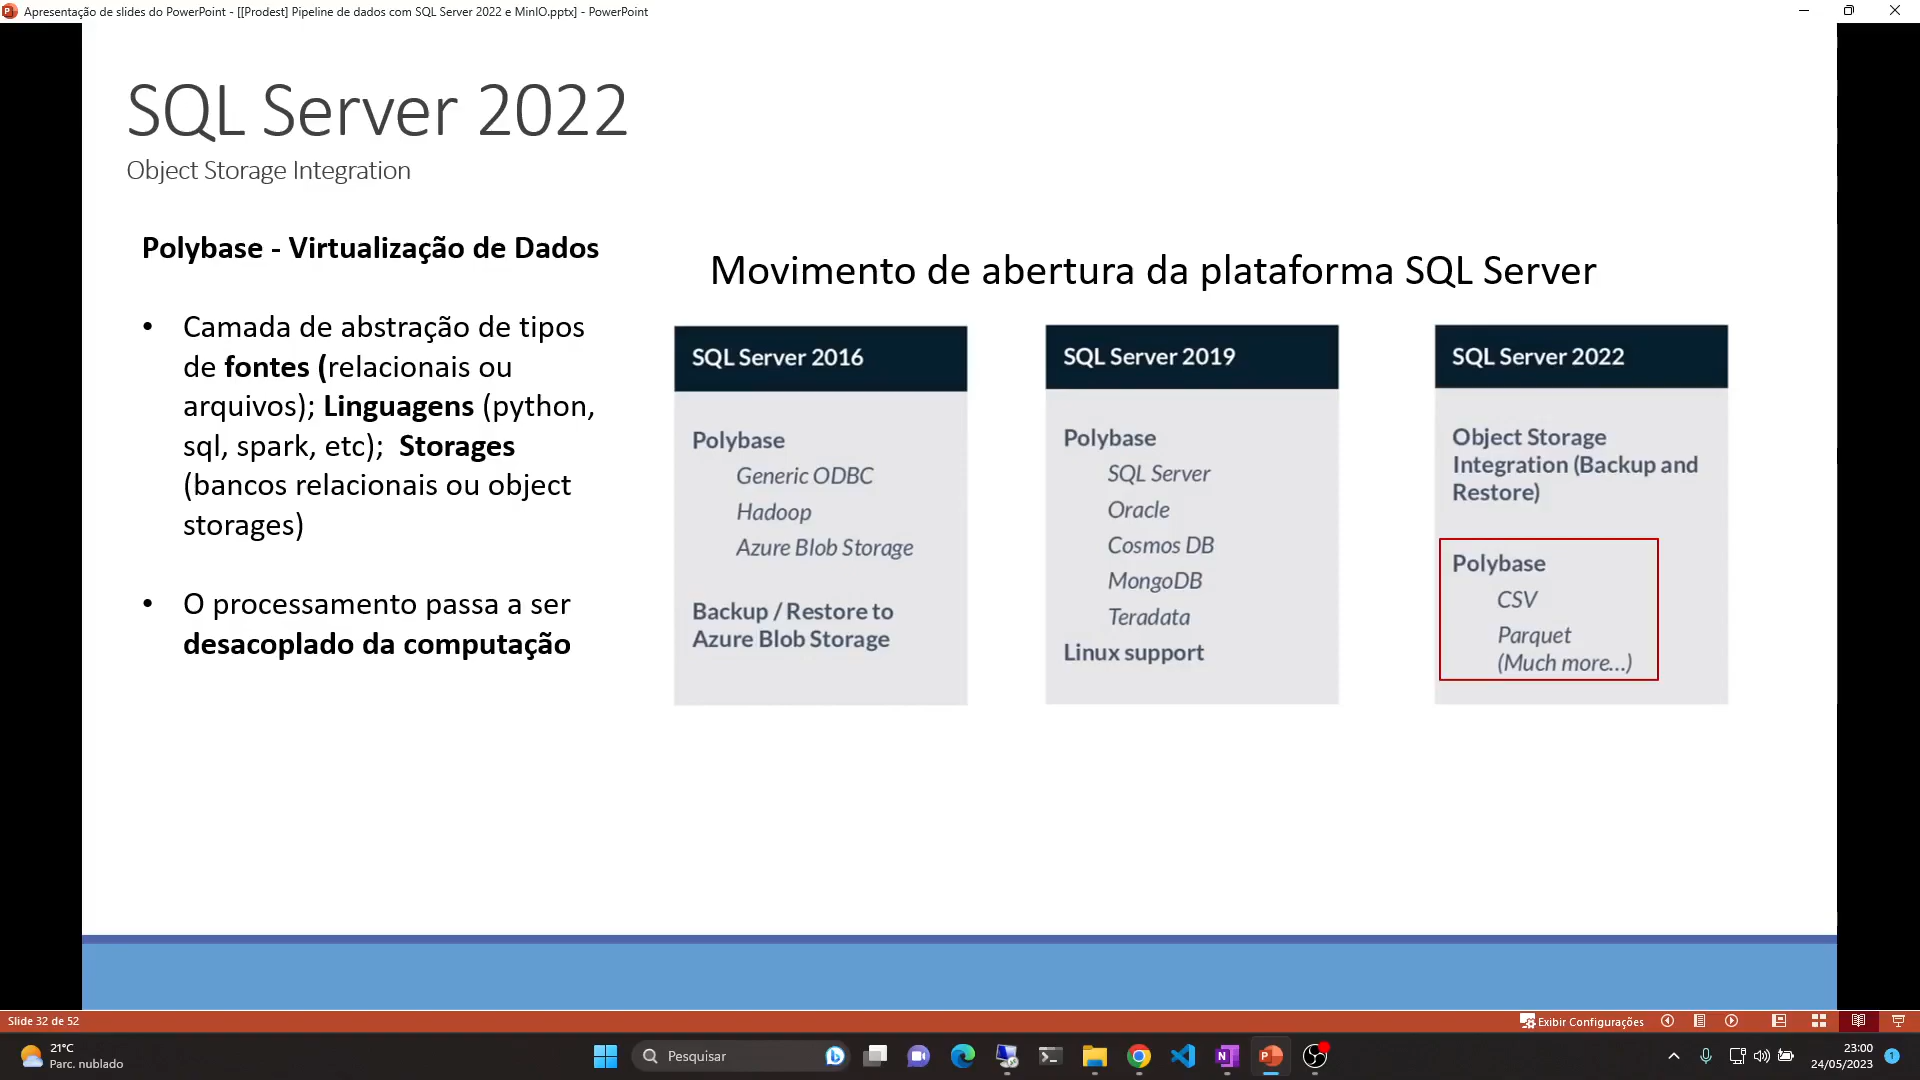 Apresentação de slides do PowerPoint - [[Prodest] Pipeline de dados com SQL Server 2022 e MinIO.pptx] - PowerPoint
SQL Server 2022
Object Storage Integration
Polybase - Virtualização de Dados
• Camada de abstração de tipos
de fontes (relacionais ou
arquivos); Linguagens (python,
sql, spark, etc); Storages
(bancos relacionais ou object
storages)
• O processamento passa a ser
desacoplado da computação
Movimento de abertura da plataforma SQL Server
SQL Server 2016
Polybase
Generic ODBC
Hadoop
Azure Blob Storage
Backup / Restore to
Azure Blob Storage
SQL Server 2019
Polybase
SQL Server
Oracle
Cosmos DB
MongoDB
Teradata
Linux support
SQL Server 2022
Object Storage
Integration (Backup and
Restore)
Polybase
CSV
Parquet
(Much more...)
Slide 32 de 52
Exibir Configurações
21°C
Parc. nublado
Pesquisar
23:00
24/05/2023
1